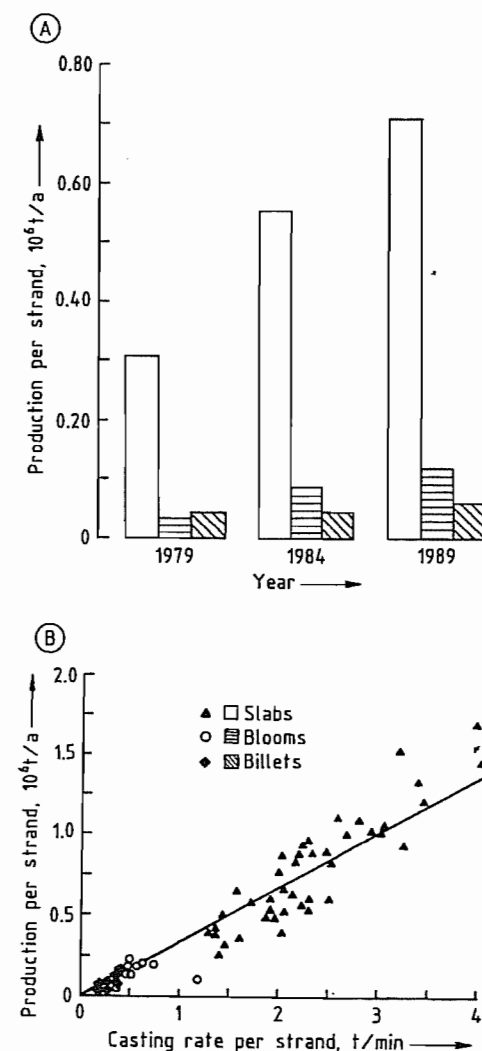 A
Production per strand, 10⁶t/a
0.80
0.60
0.40
0.20
0
1979
1984
1989
Year
B
Production per strand, 10⁶t/a
2.0
1.5
1.0
0.5
0
Slabs
Blooms
Billets
0
1
2
3
4
Casting rate per strand, t/min